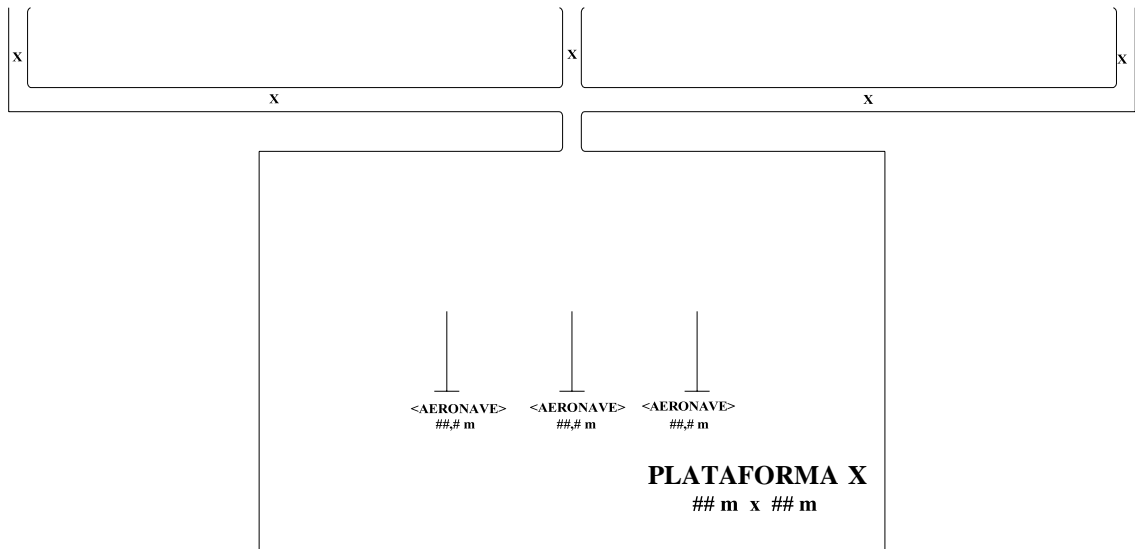 X
X
X
X
X
<AERONAVE>
##,# m
<AERONAVE>
##,# m
<AERONAVE>
##,# m
PLATAFORMA X
## m x ## m